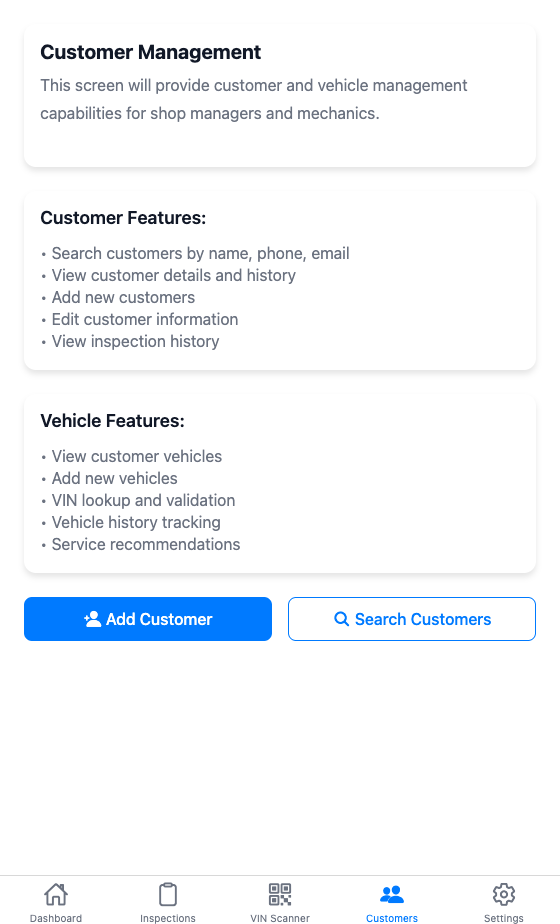 Customer Management
This screen will provide customer and vehicle management
capabilities for shop managers and mechanics.
Customer Features:
• Search customers by name, phone, email
• View customer details and history
• Add new customers
• Edit customer information
• View inspection history
Vehicle Features:
• View customer vehicles
• Add new vehicles
• VIN lookup and validation
• Vehicle history tracking
• Service recommendations
Add Customer
Search Customers
Dashboard
Inspections
VIN Scanner
Customers
Settings